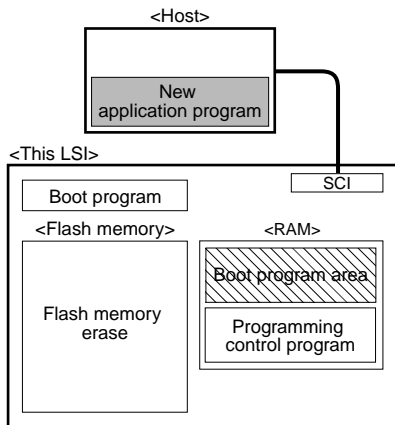 <Host>
New
application program
<This LSI>
SCI
Boot program
<Flash memory>
<RAM>
Boot program area
Flash memory
erase
Programming
control program